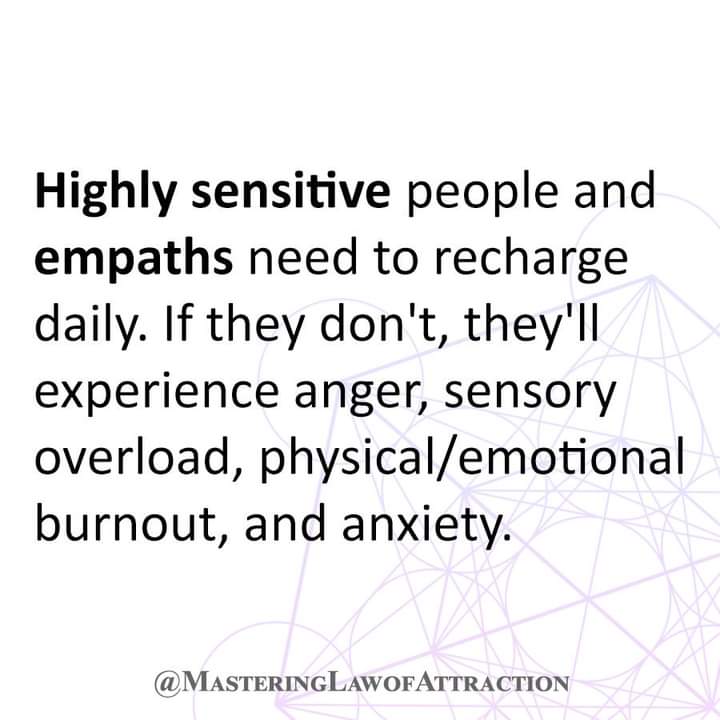 Highly sensitive people and
empaths need to recharge
daily. If they don't, they'll
experience anger, sensory
overload, physical/emotional
burnout, and anxiety.
@MasteringLawofAttraction